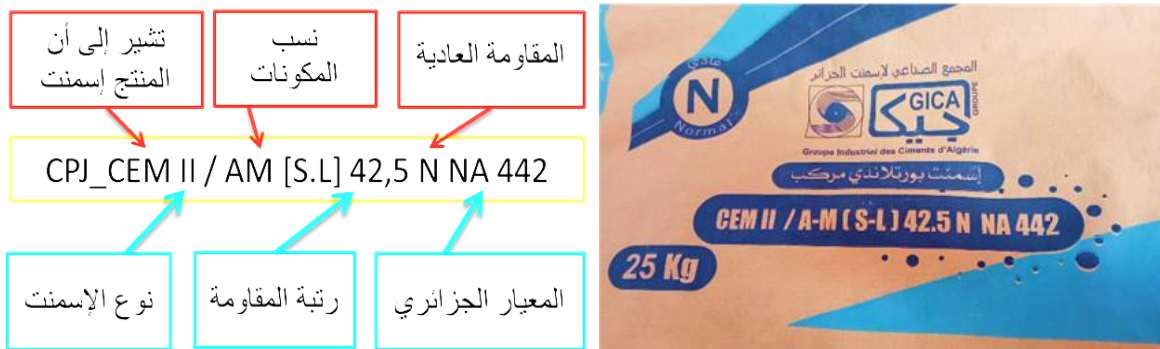 تشير إلى أن
المنتج إسمنت
نسب
المكونات
المقاومة العادية
CPJ_CEM II / AM [S.L] 42,5 N NA 442
نوع الإسمنت
رتبة المقاومة
المعيار الجزائري
عادي
N
Normal
المجمع الصناعي لإسمنت الجزائر
GICA
جيكا
GROUPE
Groupe Industriel des Ciments d'Algérie
إسمنت بورتلاندي مركب
CEM II / A-M ( S-L ) 42.5 N NA 442
25 Kg